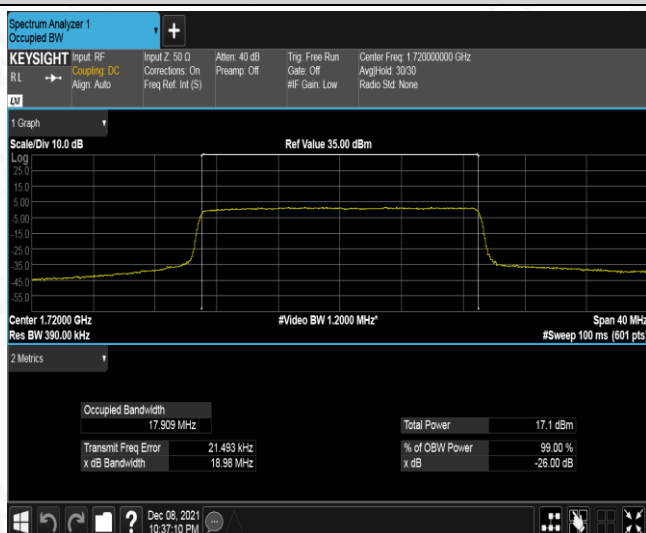 Spectrum Analyzer 1
Occupied BW
+
KEYSIGHT
RL
LXI
Input: RF
Coupling: DC
Align: Auto
Input Z: 50 Ω
Corrections: On
Freq Ref: Int (S)
Atten: 40 dB
Preamp: Off
Trig: Free Run
Gate: Off
#IF Gain: Low
Center Freq: 1.720000000 GHz
Avg|Hold: 30/30
Radio Std: None
1 Graph
Scale/Div 10.0 dB Ref Value 35.00 dBm
Log
25.0
15.0
5.00
-5.00
-15.0
-25.0
-35.0
-45.0
-55.0
Center 1.72000 GHz #Video BW 1.2000 MHz* Span 40 MHz
Res BW 390.00 kHz #Sweep 100 ms (601 pts)
2 Metrics
Occupied Bandwidth
17.909 MHz Total Power 17.1 dBm
Transmit Freq Error 21.493 kHz % of OBW Power 99.00 %
x dB Bandwidth 18.98 MHz x dB -26.00 dB
? Dec 08, 2021
10:37:10 PM